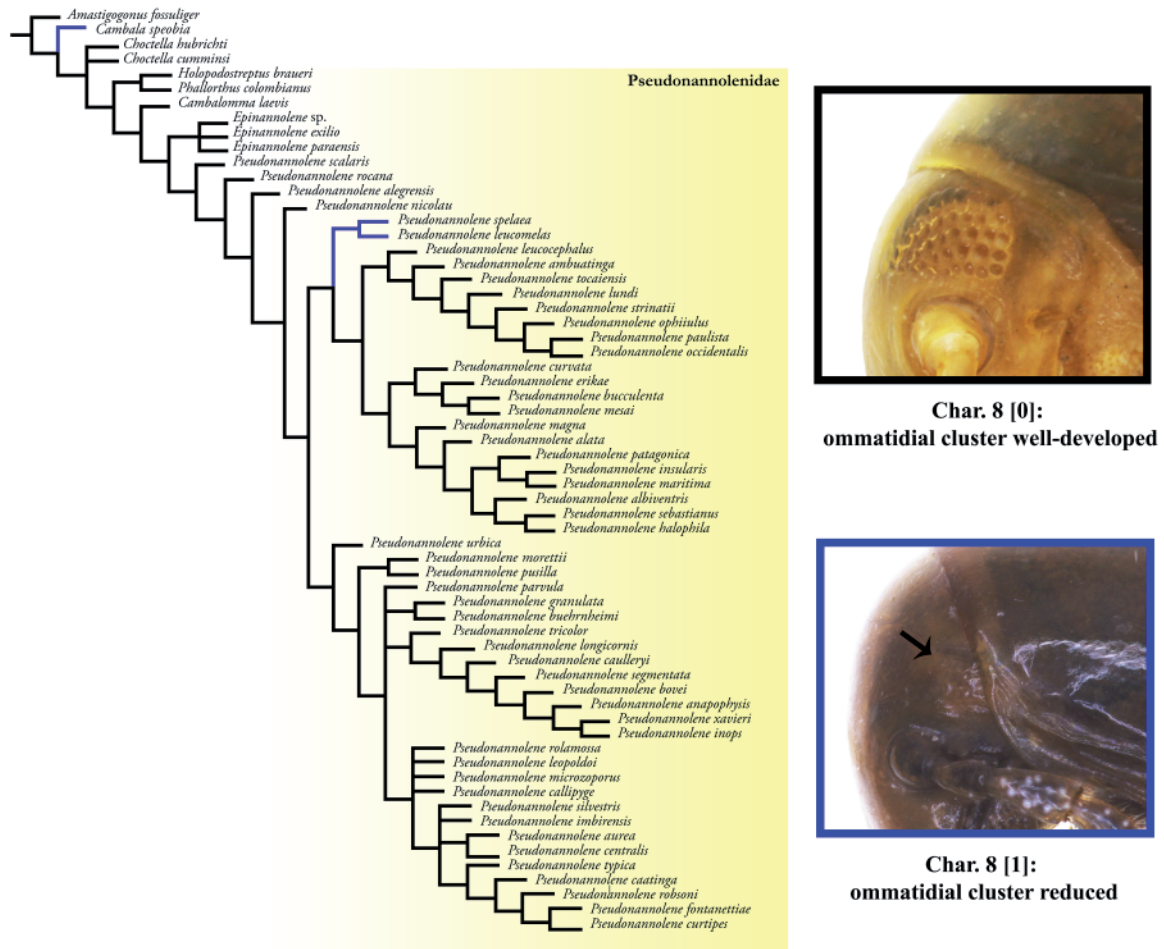 Amastigogonus fossuliger
Cambala speobia
Choctella hubrichti
Choctella cumminsi
Holopodostreptus braueri
Phallorthus colombianus
Cambalomma laevis
Epinannolene sp.
Epinannolene exilio
Epinannolene paraensis
Pseudonannolene scalaris
Pseudonannolene rocana
Pseudonannolene alegrensis
Pseudonannolene nicolau
Pseudonannolene spelaea
Pseudonannolene leucomelas
Pseudonannolene leucocephalus
Pseudonannolene ambuatinga
Pseudonannolene tocaiensis
Pseudonannolene lundi
Pseudonannolene strinatii
Pseudonannolene ophiiulus
Pseudonannolene paulista
Pseudonannolene occidentalis
Pseudonannolene curvata
Pseudonannolene erikae
Pseudonannolene bucculenta
Pseudonannolene mesai
Pseudonannolene magna
Pseudonannolene alata
Pseudonannolene patagonica
Pseudonannolene insularis
Pseudonannolene maritima
Pseudonannolene albiventris
Pseudonannolene sebastianus
Pseudonannolene halophila
Pseudonannolene urbica
Pseudonannolene morettii
Pseudonannolene pusilla
Pseudonannolene parvula
Pseudonannolene granulata
Pseudonannolene buehrnheimi
Pseudonannolene tricolor
Pseudonannolene longicornis
Pseudonannolene caulleryi
Pseudonannolene segmentata
Pseudonannolene bovei
Pseudonannolene anapophysis
Pseudonannolene xavieri
Pseudonannolene inops
Pseudonannolene rolamossa
Pseudonannolene leopoldoi
Pseudonannolene microzoporus
Pseudonannolene callipyge
Pseudonannolene silvestris
Pseudonannolene imbirensis
Pseudonannolene aurea
Pseudonannolene centralis
Pseudonannolene typica
Pseudonannolene caatinga
Pseudonannolene robsoni
Pseudonannolene fontanettiae
Pseudonannolene curtipes
Pseudonannolenidae
Char. 8 [0]:
ommatidial cluster well-developed
Char. 8 [1]:
ommatidial cluster reduced